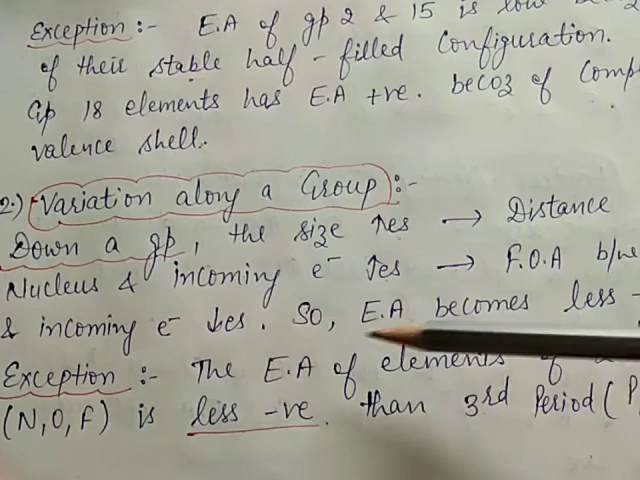 Exception :- E.A of gp 2 & 15 is low
of their stable half-filled configuration.
Gp 18 elements has E.A +ve. becoz of Comp
valence shell.
2.) Variation along a Group :-
Down a gp, the size ↑es → Distance
Nucleus & incoming e⁻ ↑es → F.O.A b/w
& incoming e⁻ ↓es. So, E.A becomes less -
Exception :- The E.A of elements of
(N,O,F) is less -ve. than 3rd Period (P